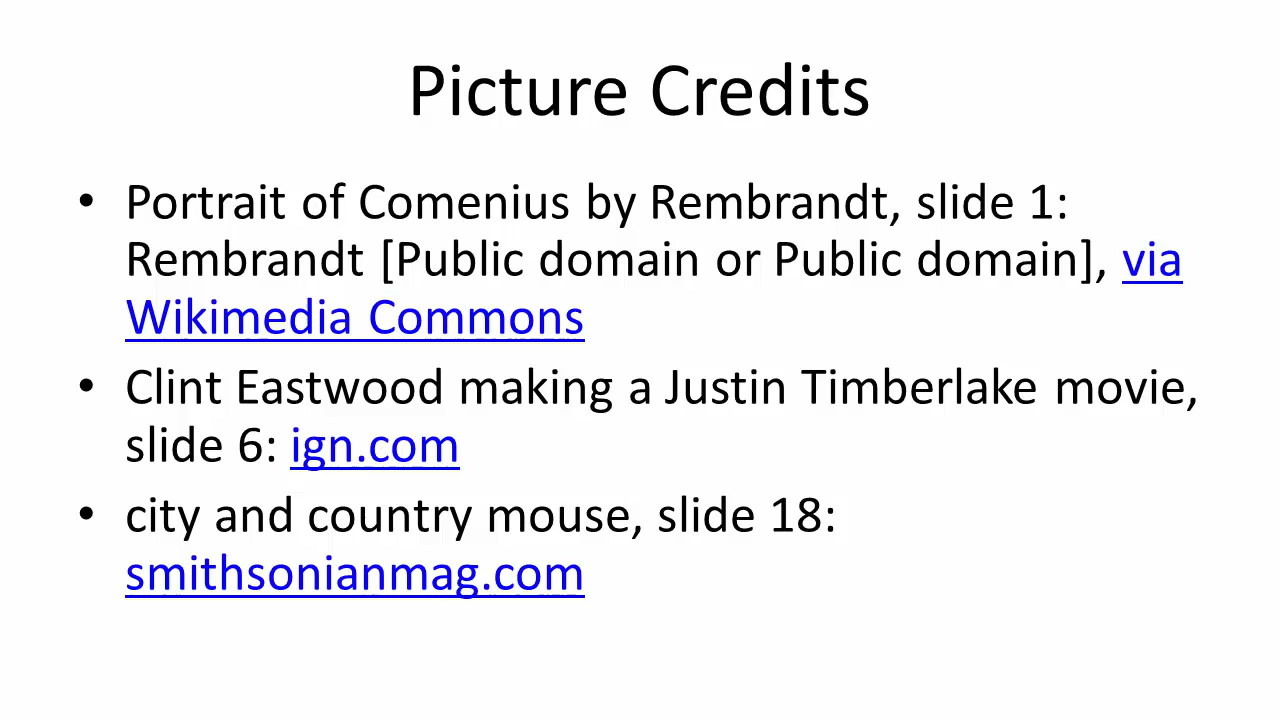 Picture Credits
• Portrait of Comenius by Rembrandt, slide 1:
Rembrandt [Public domain or Public domain], via
Wikimedia Commons
• Clint Eastwood making a Justin Timberlake movie,
slide 6: ign.com
• city and country mouse, slide 18:
smithsonianmag.com